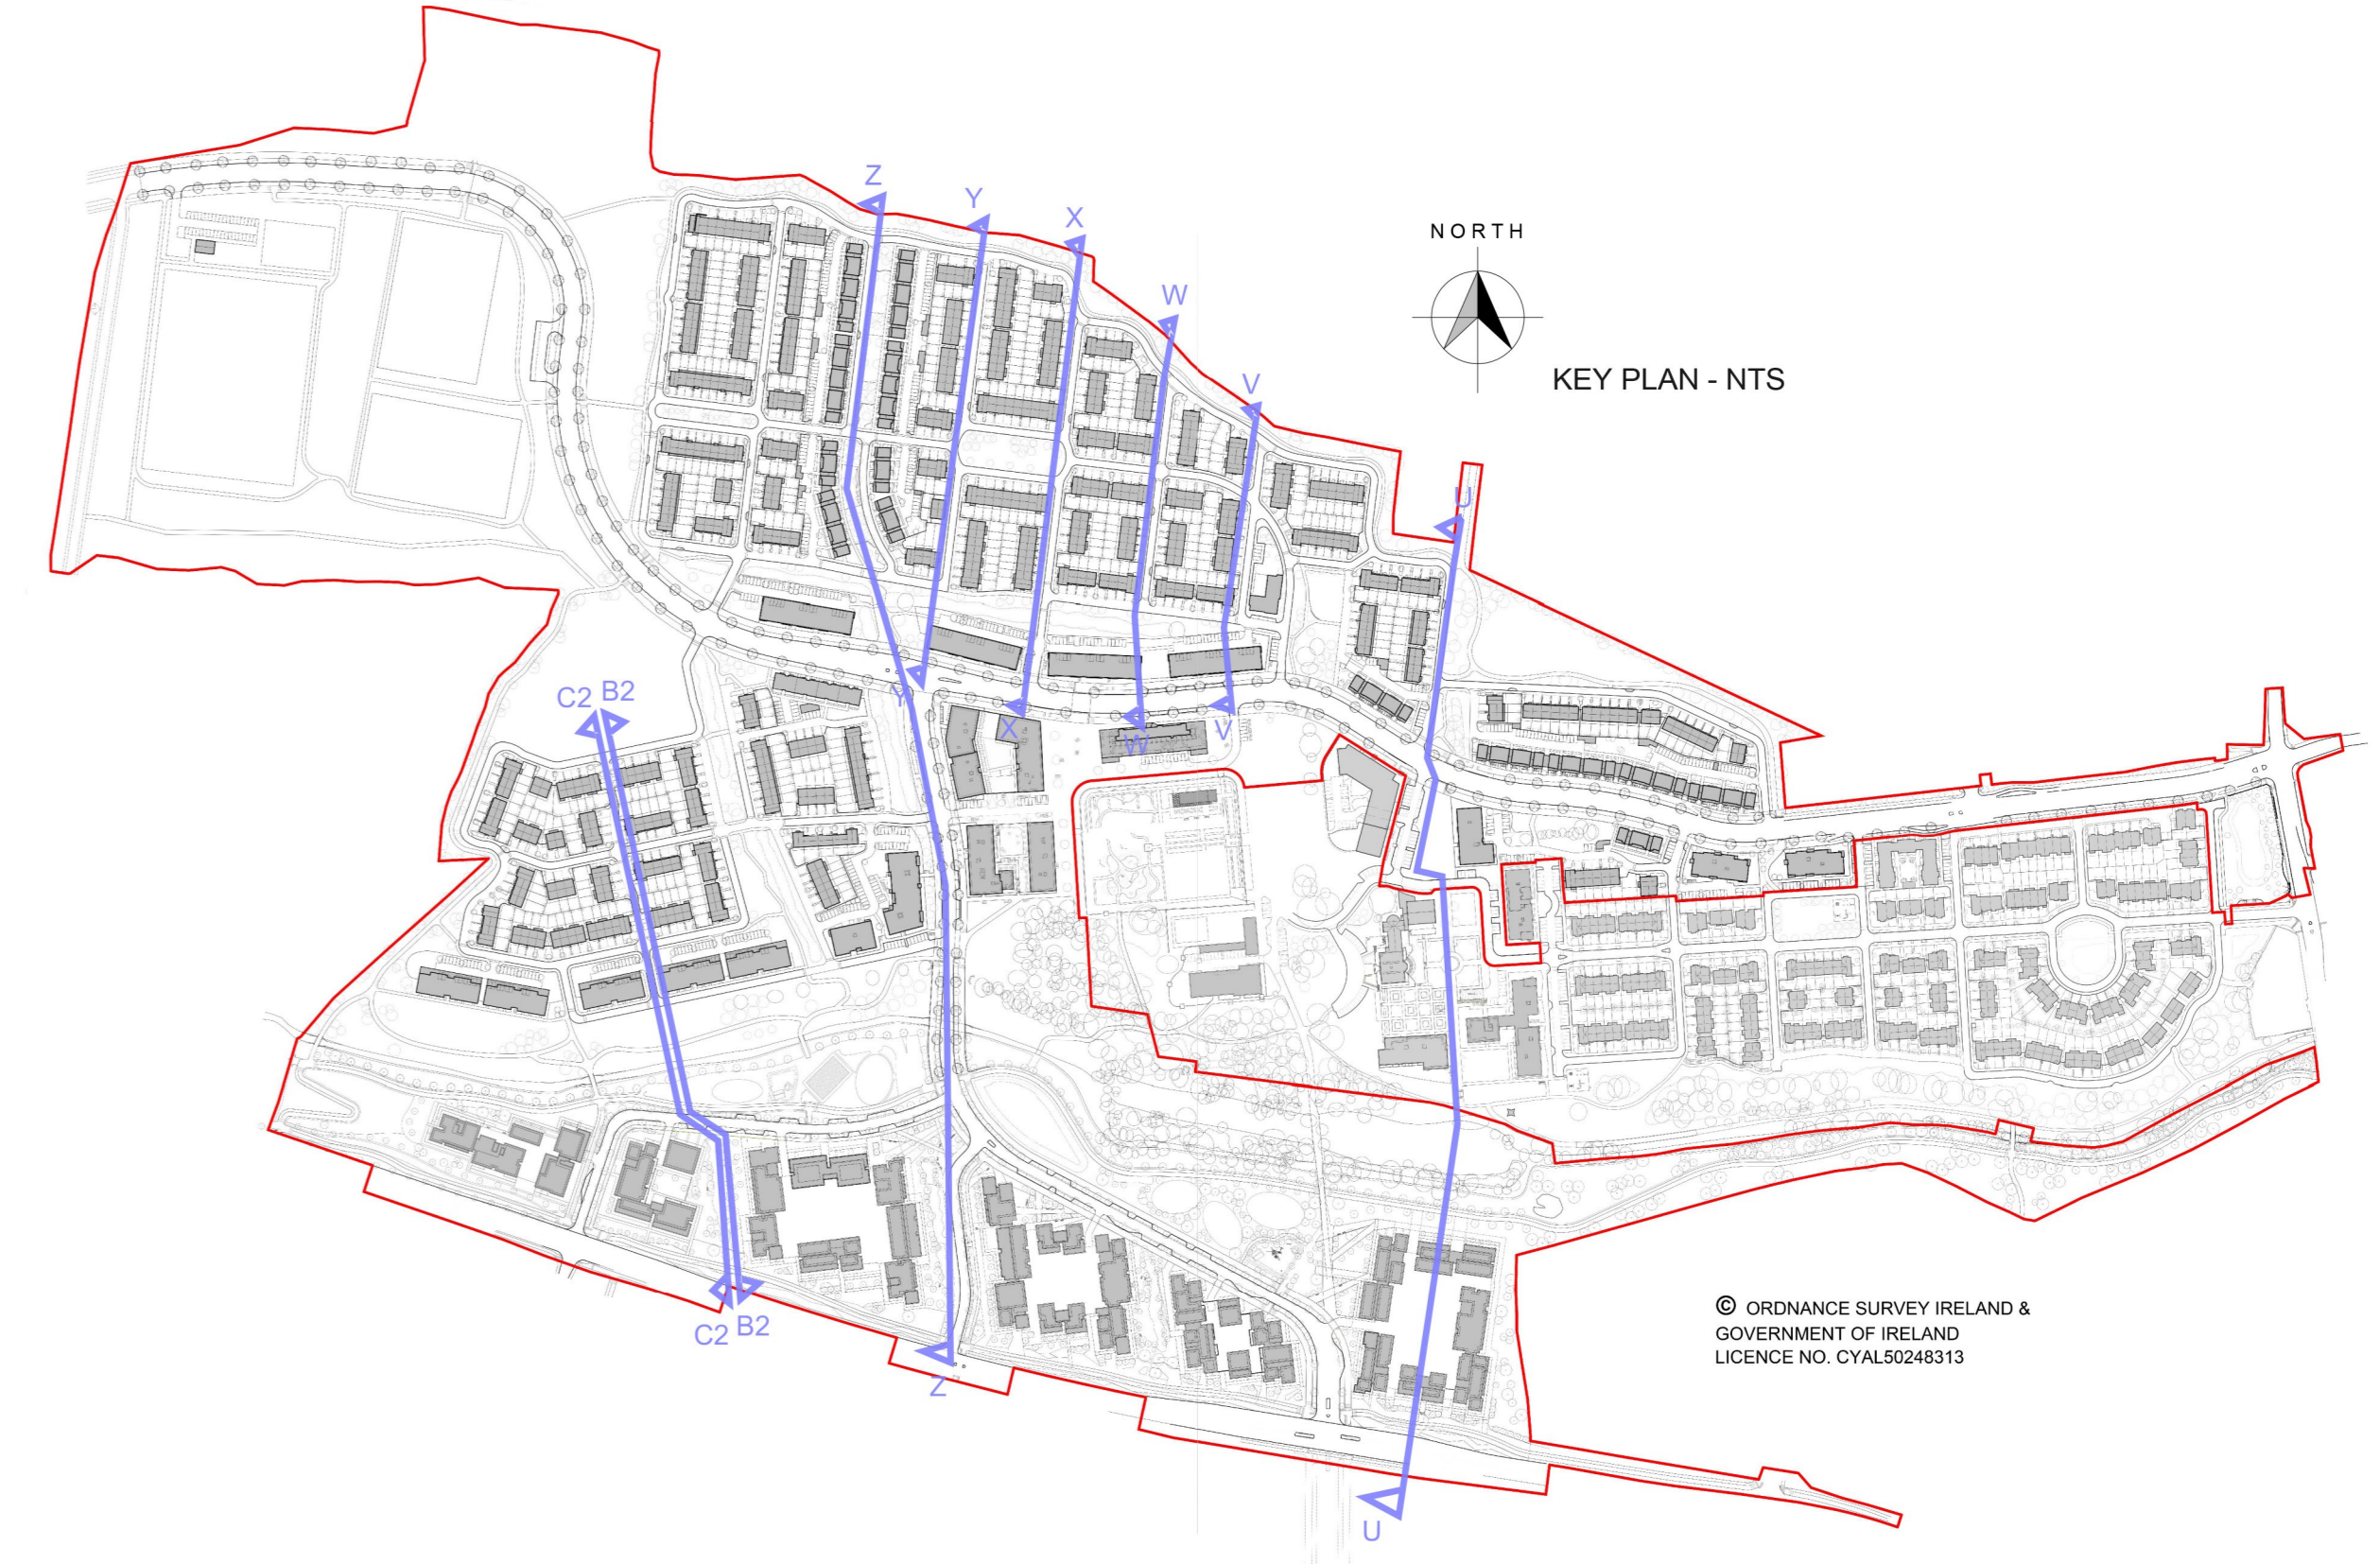 Z
Y
X
NORTH
W
KEY PLAN - NTS
V
U
C2 B2
Y
X
W
V
C2 B2
© ORDNANCE SURVEY IRELAND &
GOVERNMENT OF IRELAND
LICENCE NO. CYAL50248313
Z
U